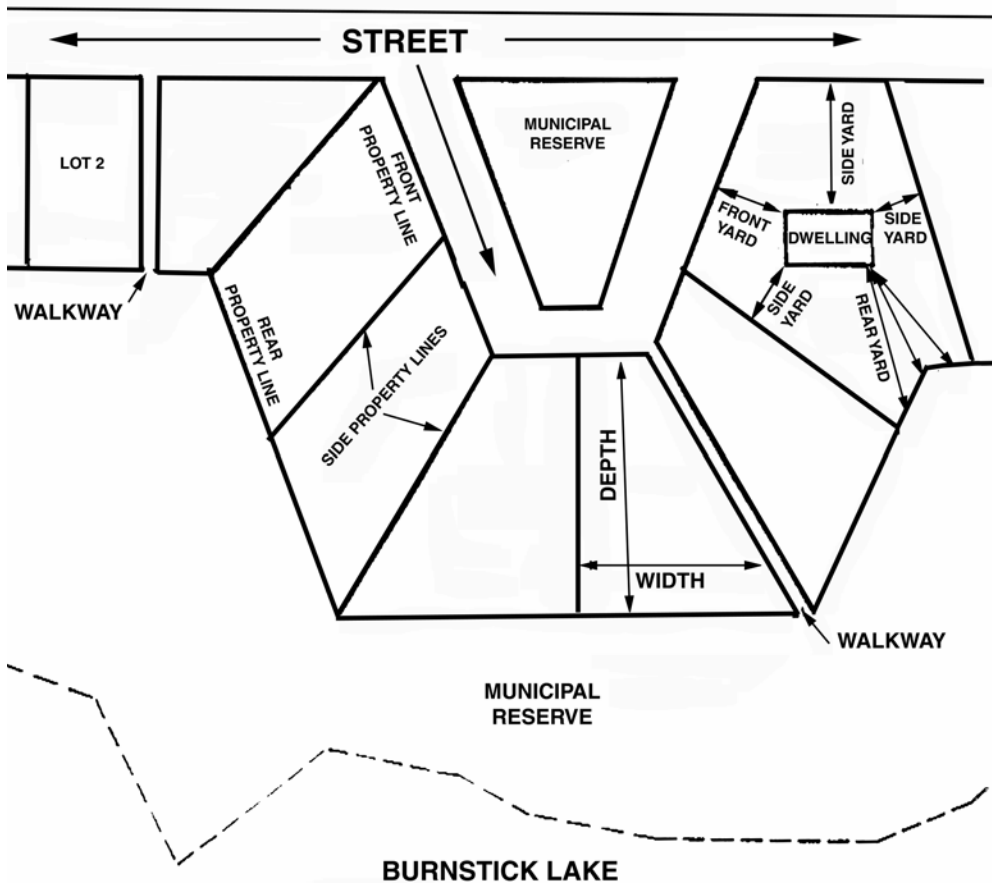 STREET
MUNICIPAL
RESERVE
LOT 2
FRONT
PROPERTY LINE
SIDE YARD
FRONT
YARD
DWELLING
SIDE
YARD
SIDE
YARD
REAR YARD
WALKWAY
REAR
PROPERTY LINE
SIDE PROPERTY LINES
DEPTH
WIDTH
WALKWAY
MUNICIPAL
RESERVE
BURNSTICK LAKE